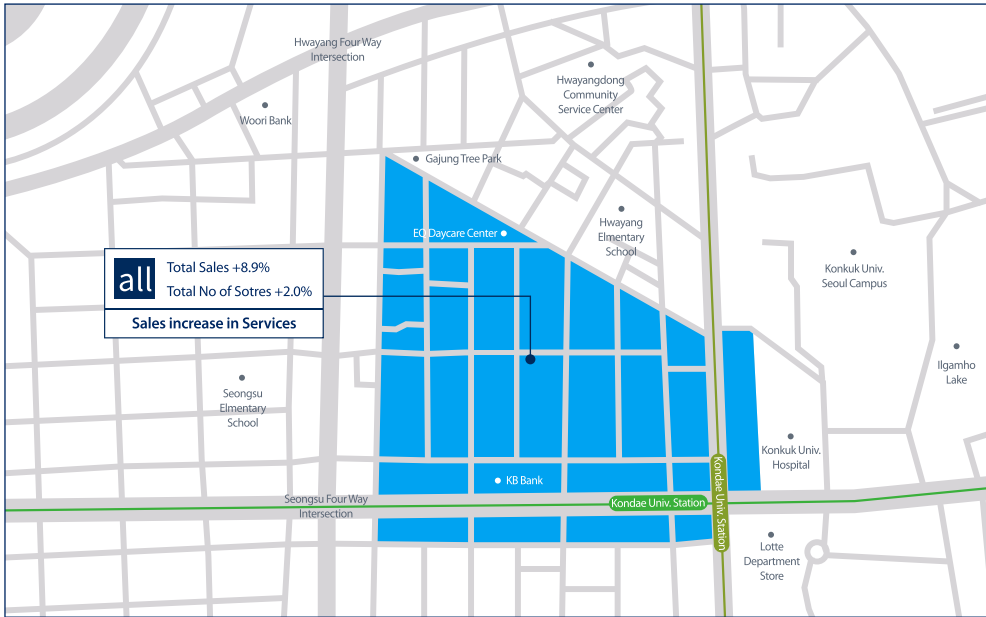 Hwayang Four Way
Intersection
Hwayangdong
Community
Service Center
Woori Bank
Gajung Tree Park
EQ Daycare Center
Hwayang
Elmentary
School
Konkuk Univ.
Seoul Campus
all
Total Sales +8.9%
Total No of Sotres +2.0%
Sales increase in Services
Ilgamho
Lake
Seongsu
Elmentary
School
Konkuk Univ.
Hospital
KB Bank
Seongsu Four Way
Intersection
Kondae Univ. Station
Kondae Univ. Station
Lotte
Department
Store